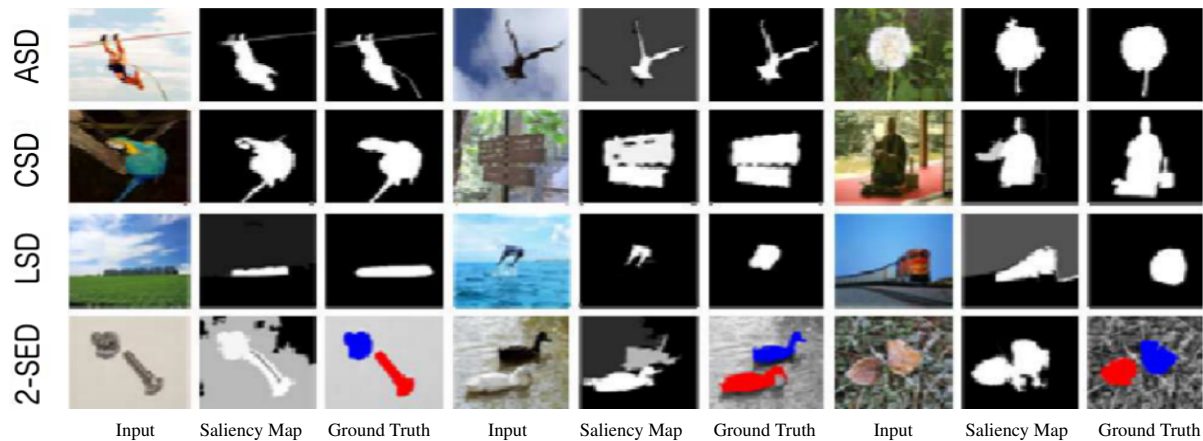 ASD
CSD
LSD
2-SED
Input Saliency Map Ground Truth Input Saliency Map Ground Truth Input Saliency Map Ground Truth